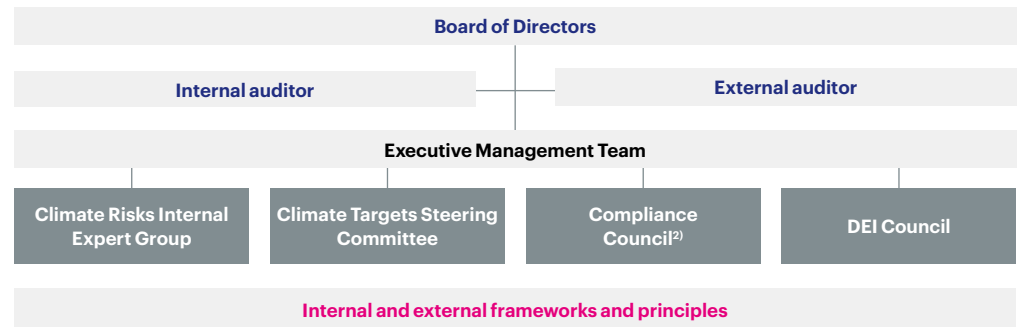 Board of Directors
Internal auditor
External auditor
Executive Management Team
Climate Risks Internal
Expert Group
Climate Targets Steering
Committee
Compliance
Council²⁾
DEI Council
Internal and external frameworks and principles